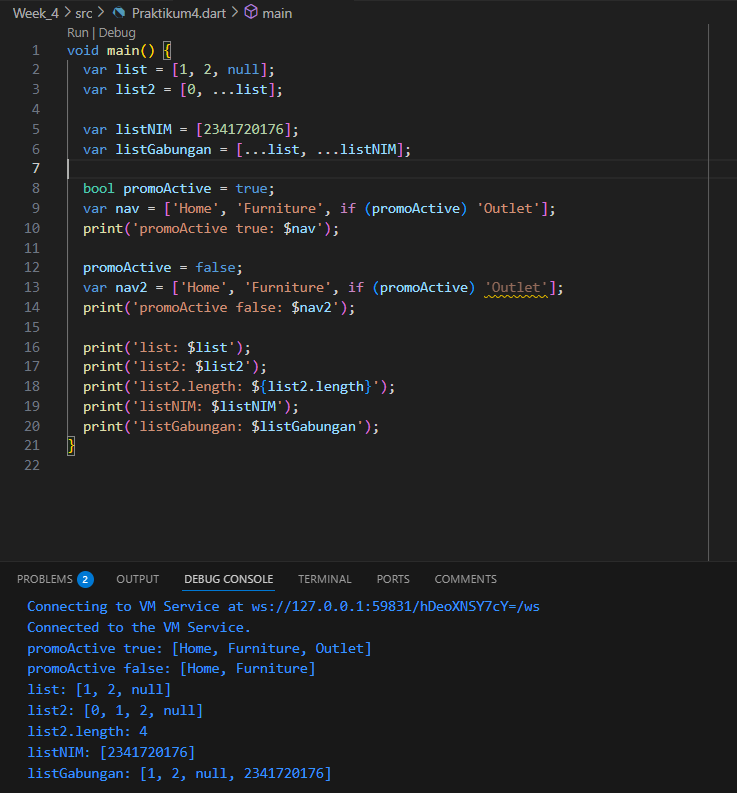 Week_4 > src > Praktikum4.dart > main
Run | Debug
1 void main() {
2   var list = [1, 2, null];
3   var list2 = [0, ...list];
4
5   var listNIM = [2341720176];
6   var listGabungan = [...list, ...listNIM];
7
8   bool promoActive = true;
9   var nav = ['Home', 'Furniture', if (promoActive) 'Outlet'];
10   print('promoActive true: $nav');
11
12   promoActive = false;
13   var nav2 = ['Home', 'Furniture', if (promoActive) 'Outlet'];
14   print('promoActive false: $nav2');
15
16   print('list: $list');
17   print('list2: $list2');
18   print('list2.length: ${list2.length}');
19   print('listNIM: $listNIM');
20   print('listGabungan: $listGabungan');
21 }
22
PROBLEMS 2 OUTPUT DEBUG CONSOLE TERMINAL PORTS COMMENTS
Connecting to VM Service at ws://127.0.0.1:59831/hDeoXNSY7cY=/ws
Connected to the VM Service.
promoActive true: [Home, Furniture, Outlet]
promoActive false: [Home, Furniture]
list: [1, 2, null]
list2: [0, 1, 2, null]
list2.length: 4
listNIM: [2341720176]
listGabungan: [1, 2, null, 2341720176]